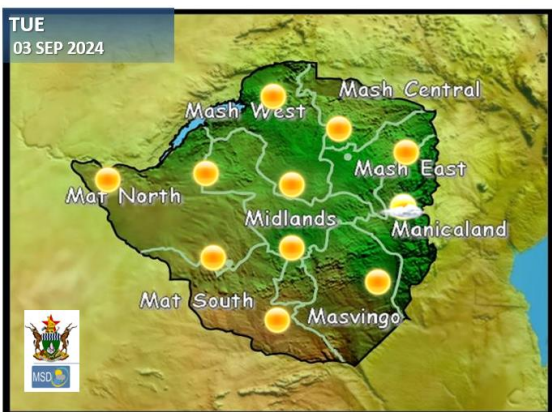 TUE
03 SEP 2024
Mash Central
Mash West
Mash East
Mat North
Midlands
Manicaland
Mat South
Masvingo
MSD